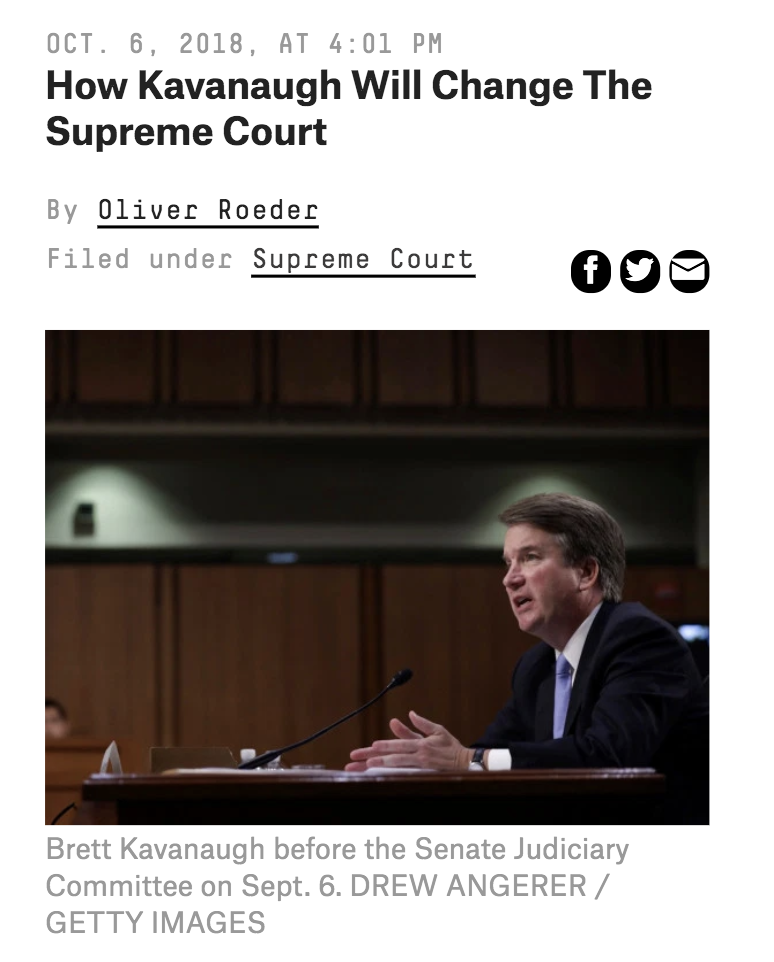 OCT. 6, 2018, AT 4:01 PM
How Kavanaugh Will Change The
Supreme Court
By Oliver Roeder
Filed under Supreme Court
Brett Kavanaugh before the Senate Judiciary
Committee on Sept. 6. DREW ANGERER /
GETTY IMAGES